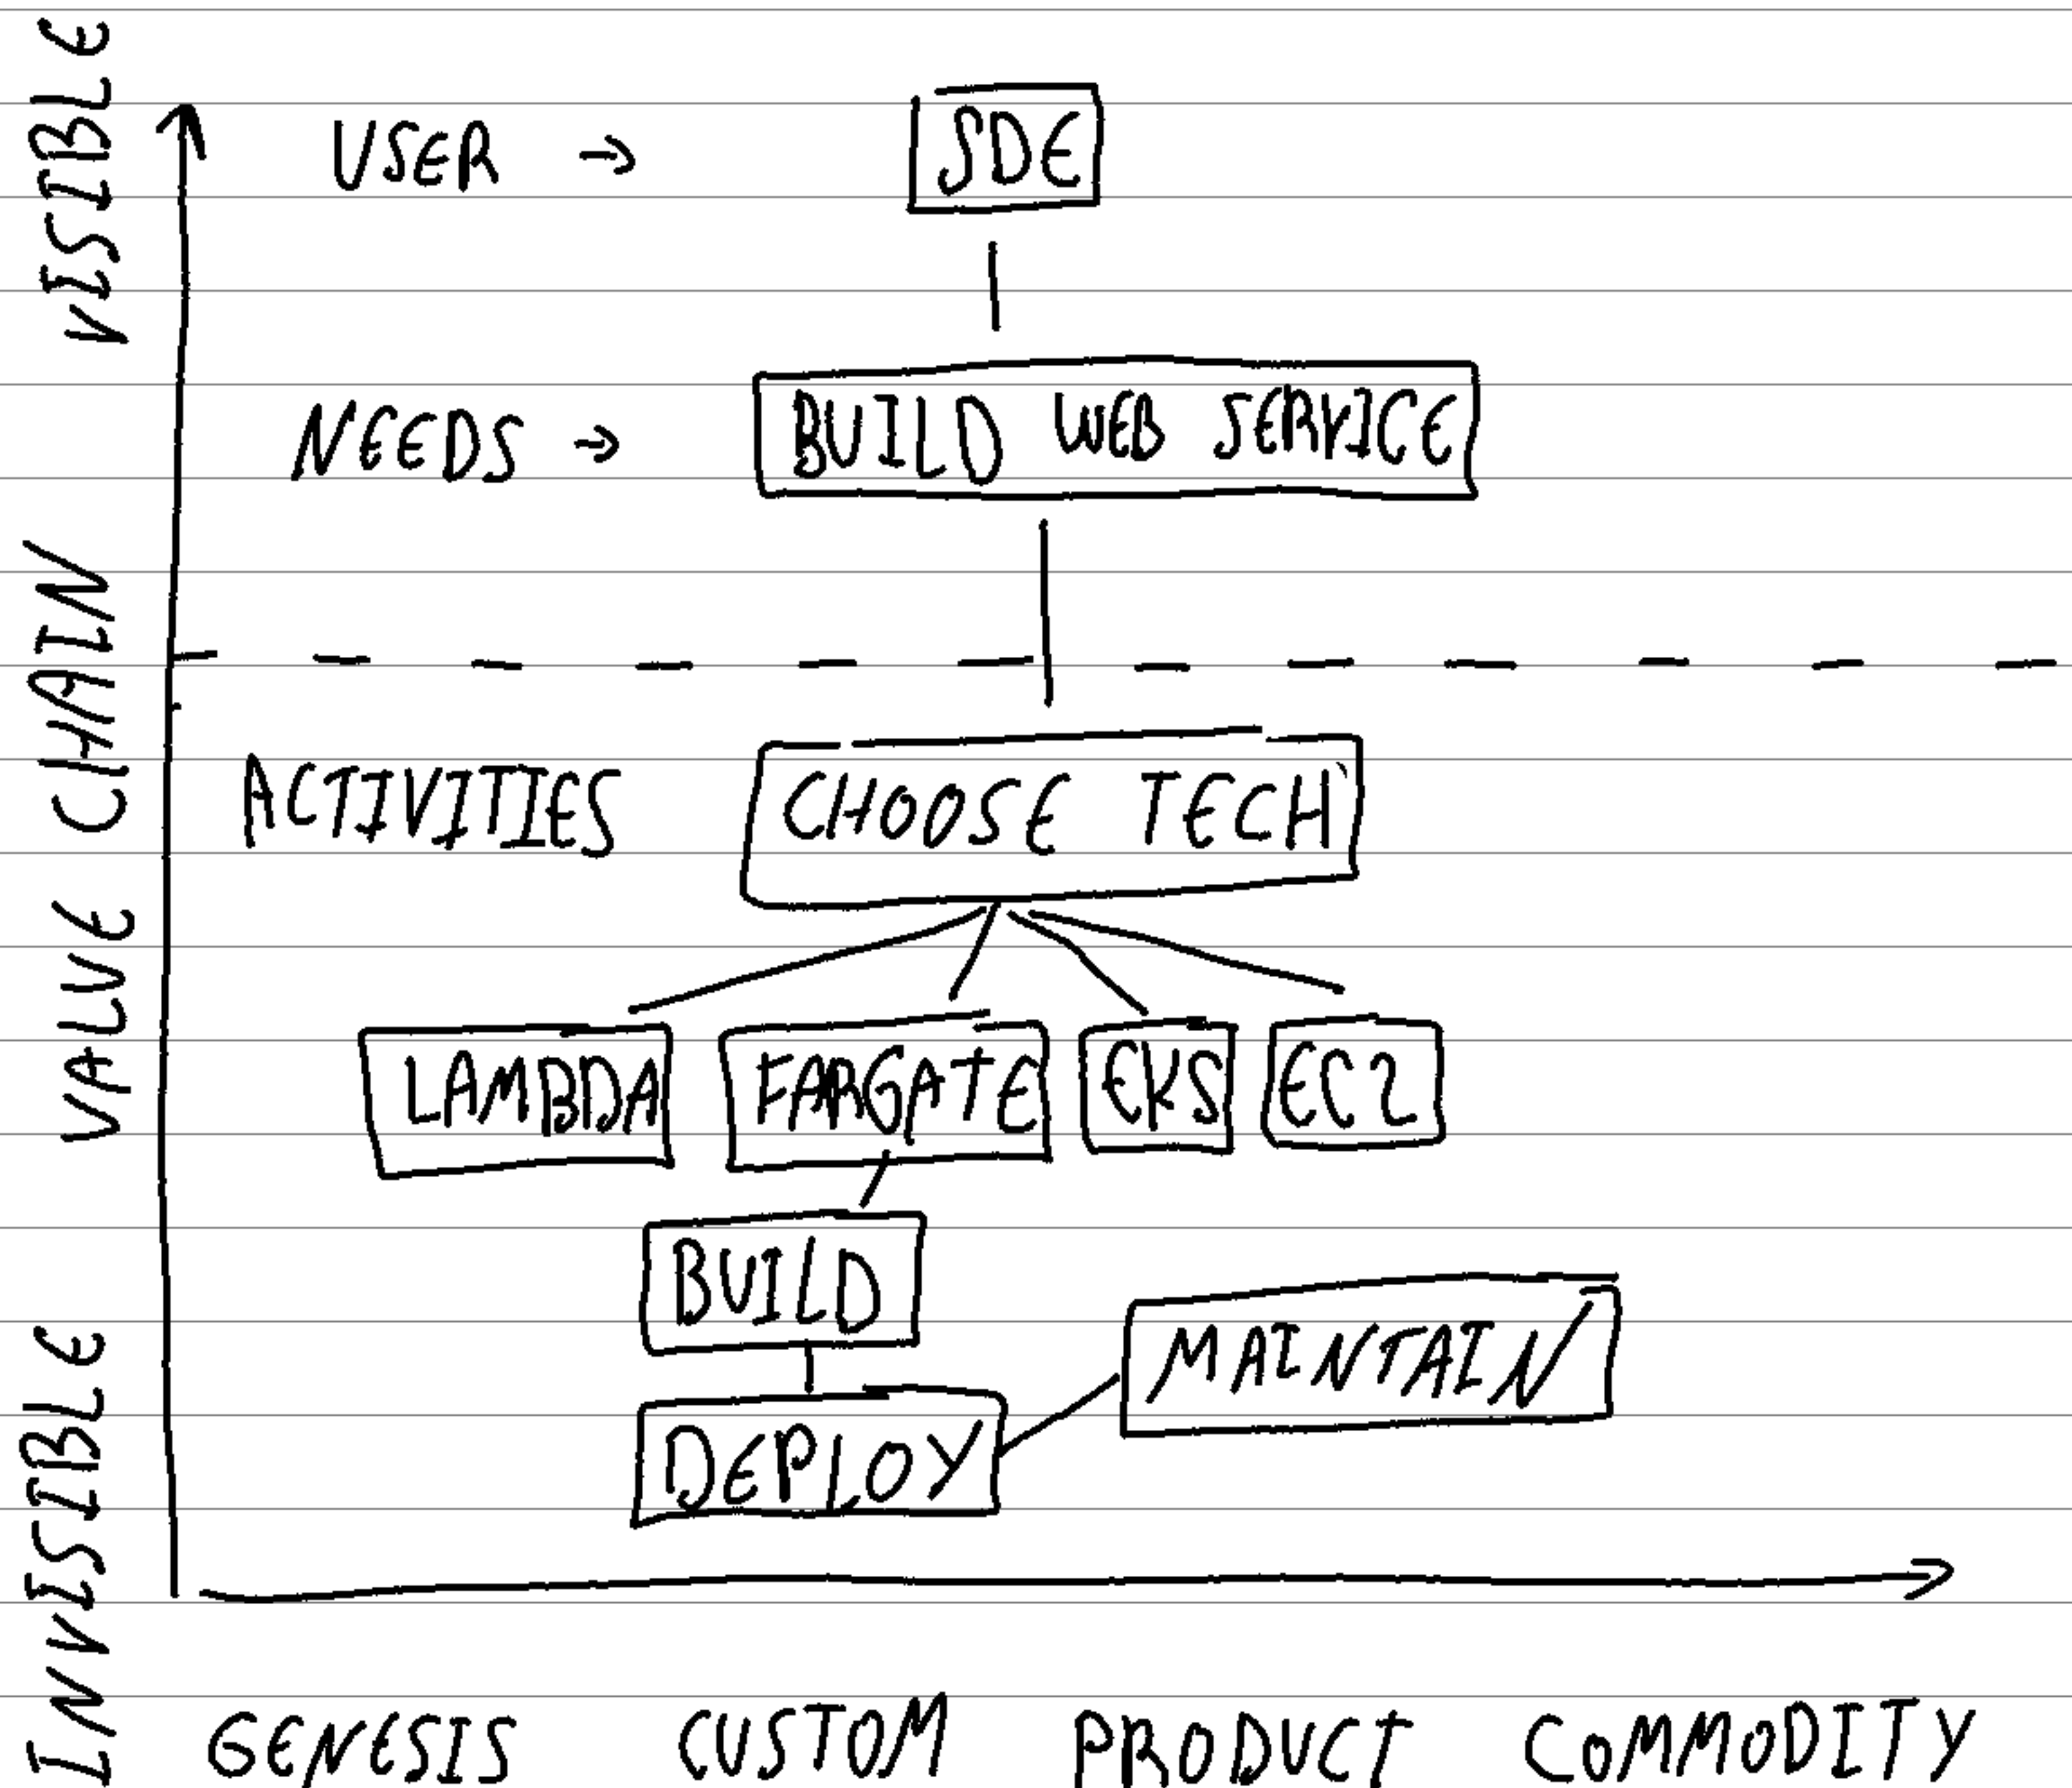 VISIBLE
USER → SDE
NEEDS → BUILD WEB SERVICE
VALUE CHAIN
ACTIVITIES CHOOSE TECH
LAMBDA FARGATE EKS EC2
BUILD
MAINTAIN
DEPLOY
INVISIBLE
GENESIS CUSTOM PRODUCT COMMODITY